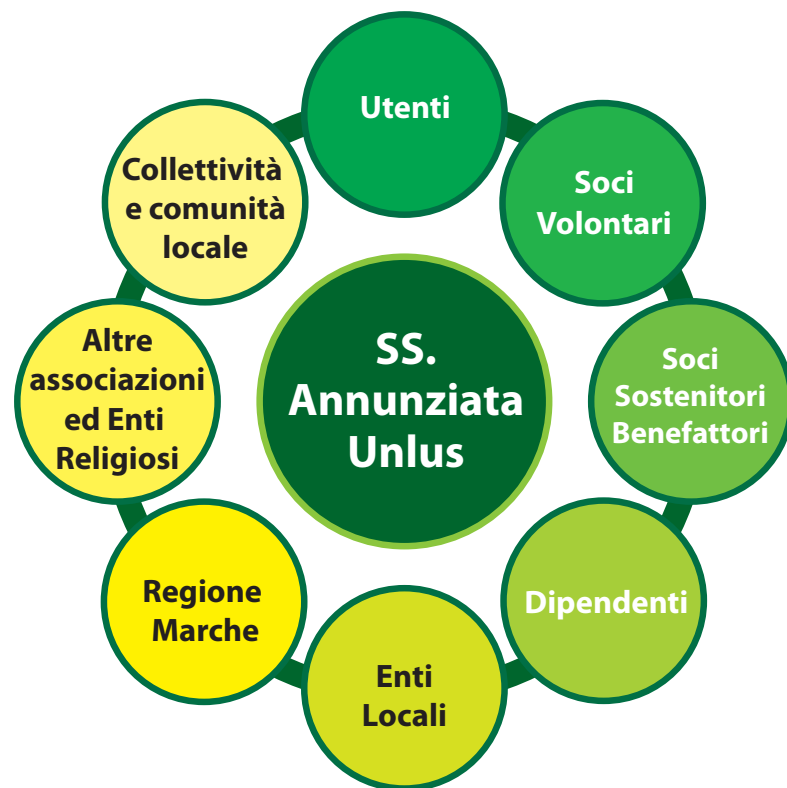 Utenti
Soci
Volontari
Soci
Sostenitori
Benefattori
Dipendenti
Enti
Locali
Regione
Marche
Altre
associazioni
ed Enti
Religiosi
Collettività
e comunità
locale
SS.
Annunziata
Unlus